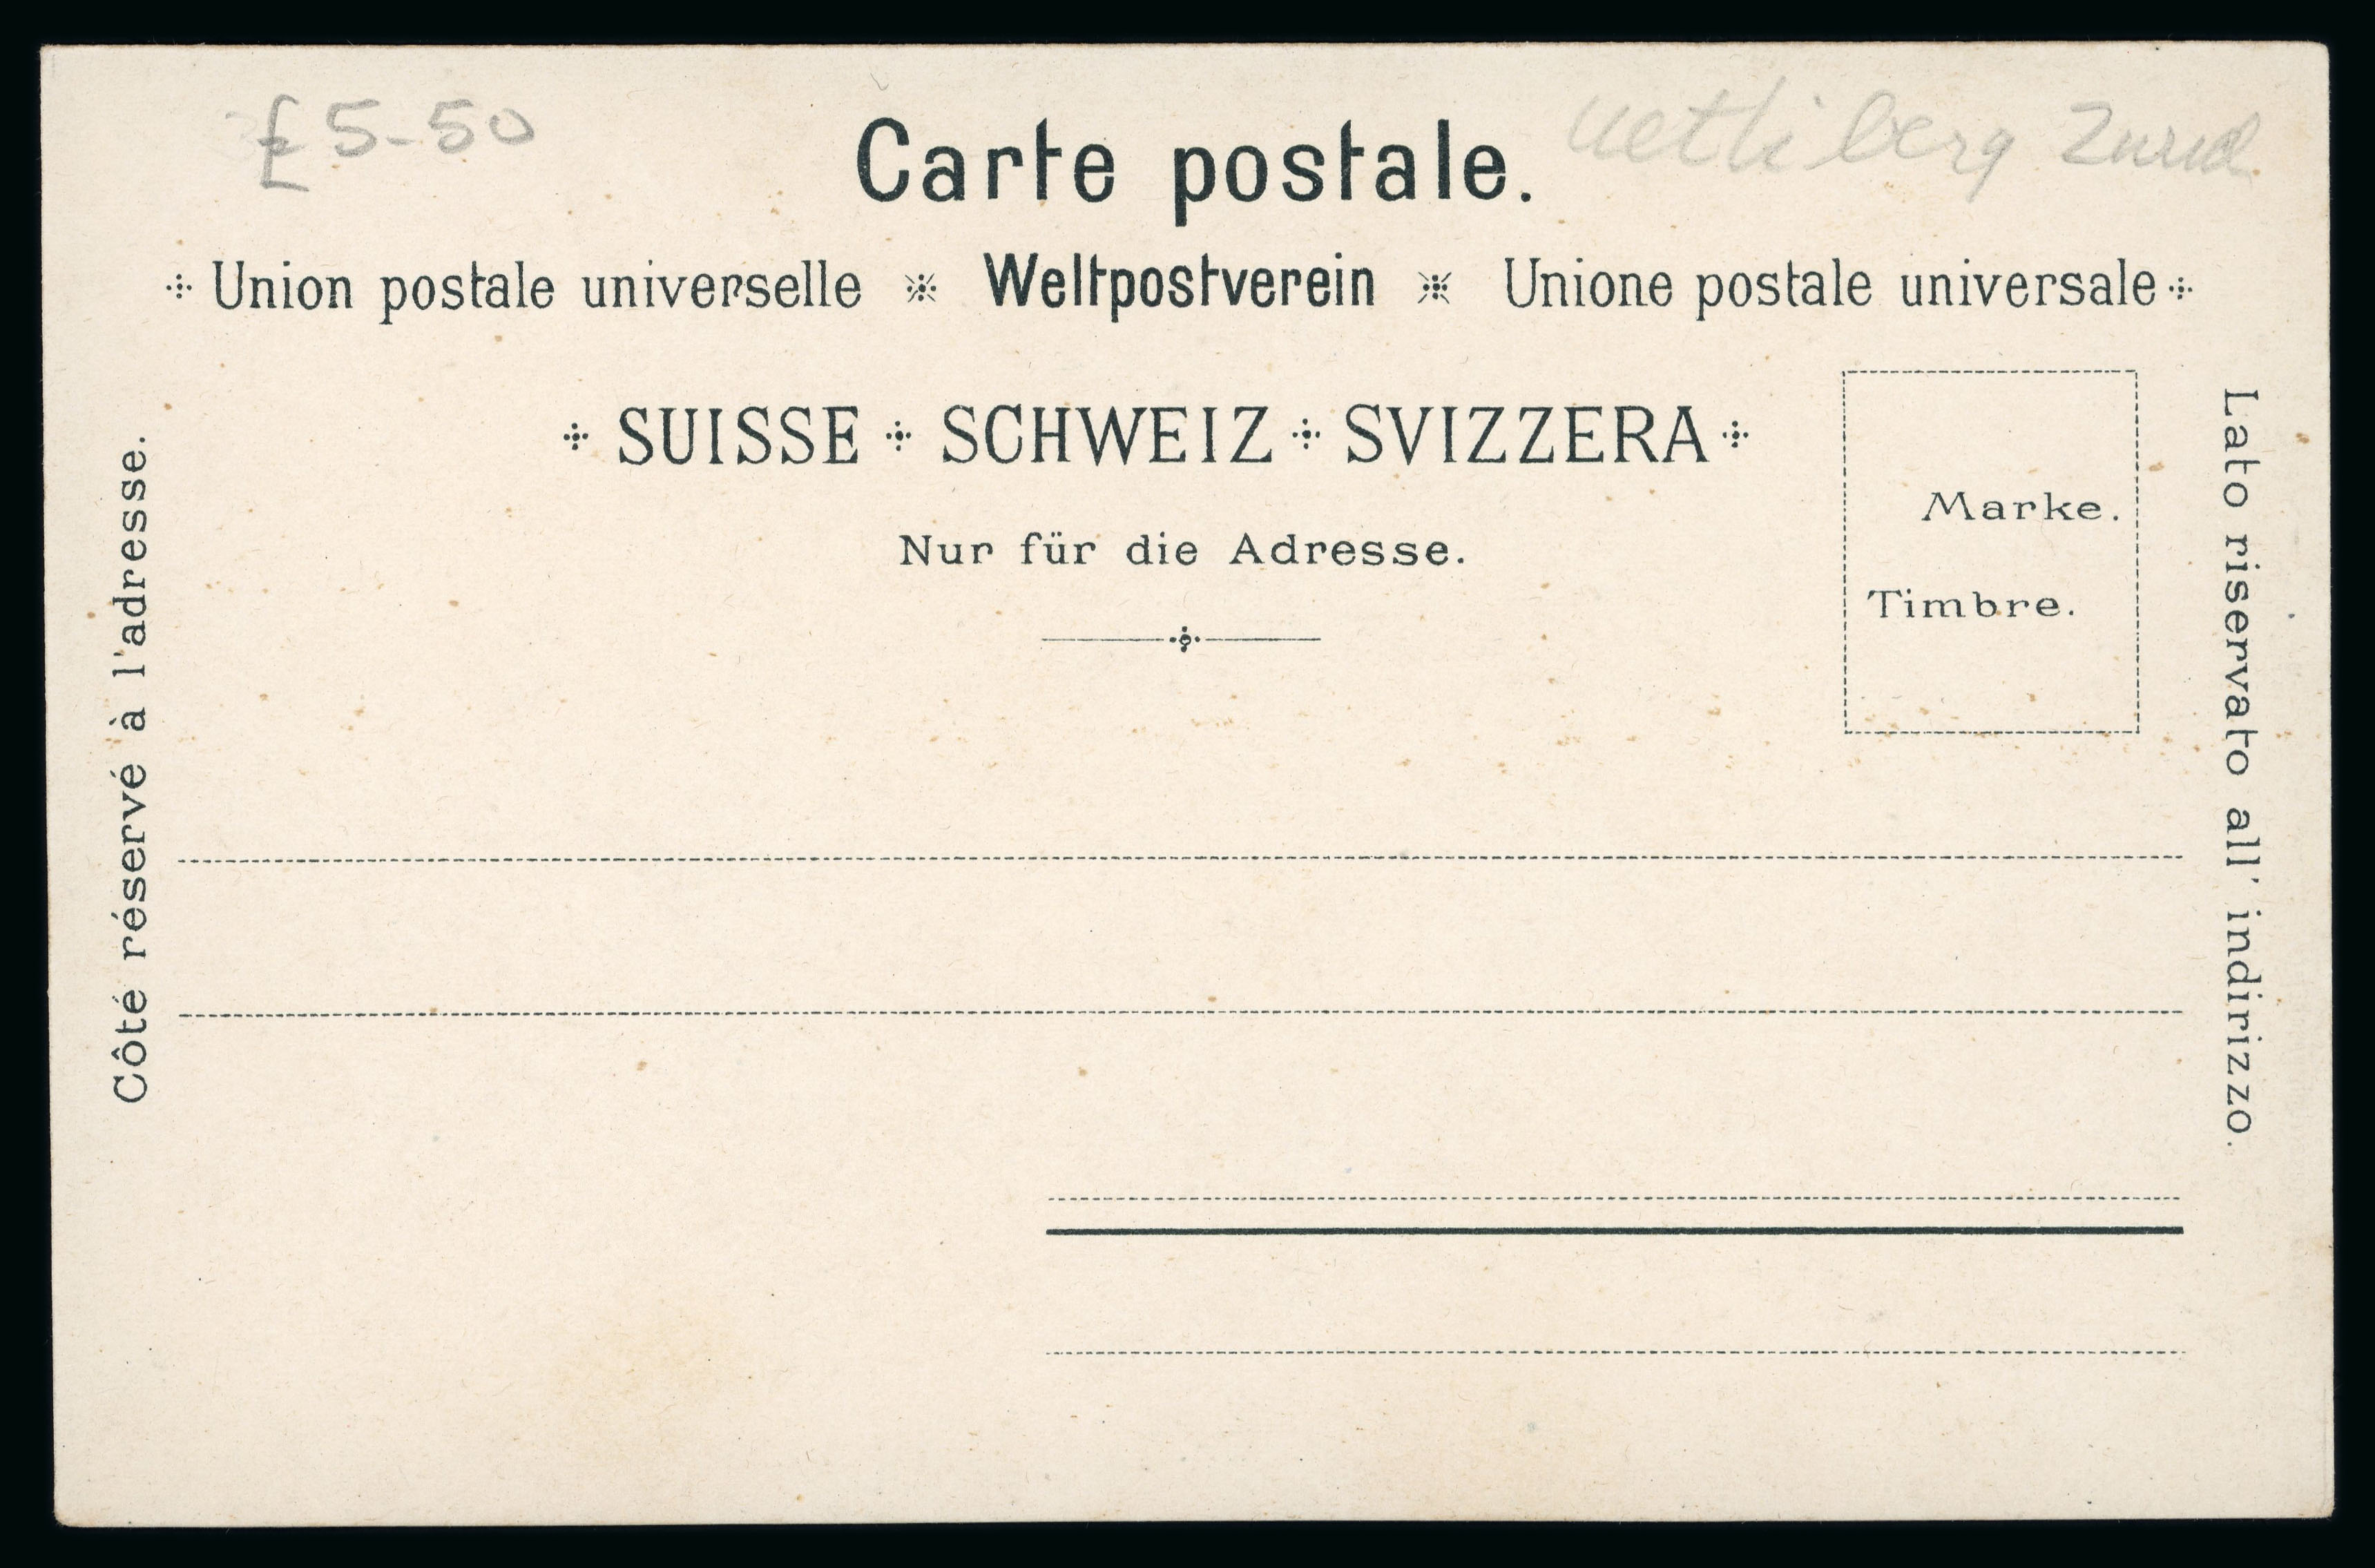 £5-50
uetliberg Zurich
Carte postale.
Union postale universelle Weltpostverein Unione postale universale
SUISSE SCHWEIZ SVIZZERA
Nur für die Adresse.
Marke.
Timbre.
Côté réservé à l'adresse.
Lato riservato all' indirizzo.